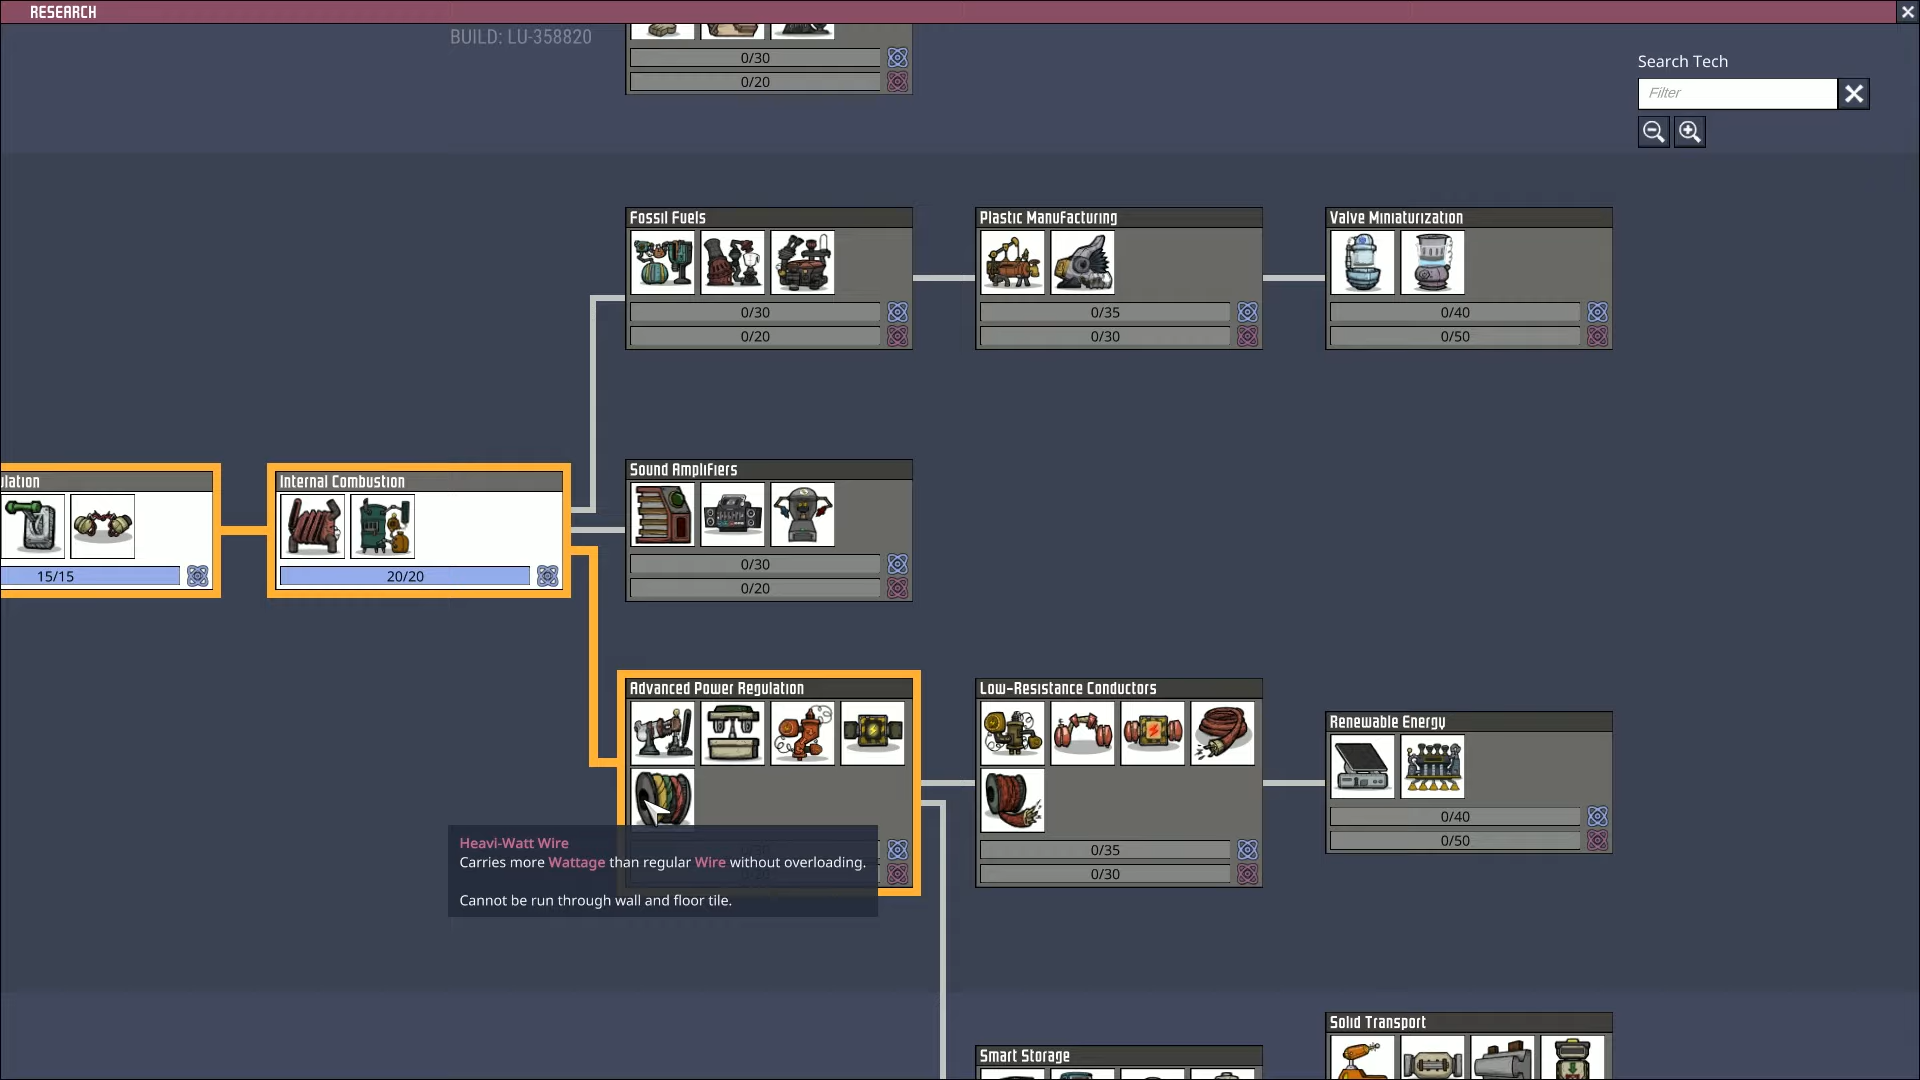 RESEARCH
BUILD: LU-358820
0/30
0/20
Search Tech
Filter
Fossil Fuels
0/30
0/20
Plastic Manufacturing
0/35
0/30
Valve Miniaturization
0/40
0/50
ulation
15/15
Internal Combustion
20/20
Sound Amplifiers
0/30
0/20
Advanced Power Regulation
Heavi-Watt Wire
Carries more Wattage than regular Wire without overloading.
Cannot be run through wall and floor tile.
Low-Resistance Conductors
0/35
0/30
Renewable Energy
0/40
0/50
Smart Storage
Solid Transport